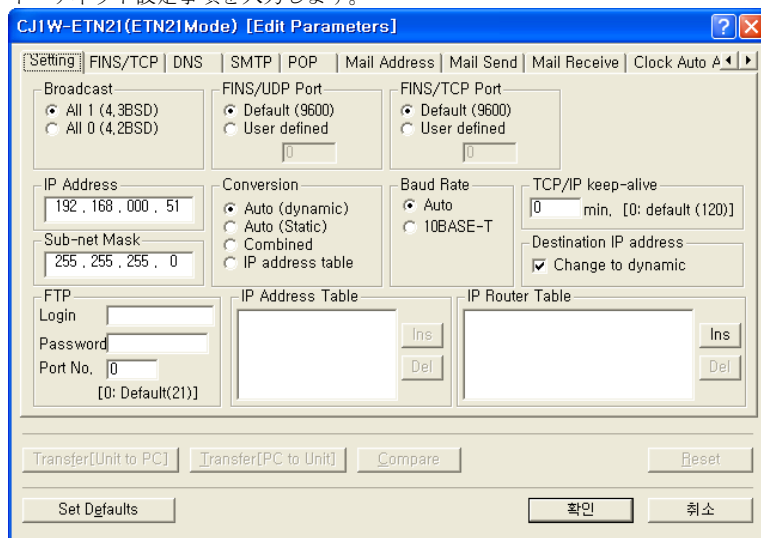 CJ1W-ETN21(ETN21Mode) [Edit Parameters]
Setting FINS/TCP DNS SMTP POP Mail Address Mail Send Mail Receive Clock Auto A
Broadcast
All 1 (4,3BSD)
All 0 (4,2BSD)
FINS/UDP Port
Default (9600)
User defined
0
FINS/TCP Port
Default (9600)
User defined
0
IP Address
192 . 168 . 000 . 51
Sub-net Mask
255 . 255 . 255 . 0
Conversion
Auto (dynamic)
Auto (Static)
Combined
IP address table
Baud Rate
Auto
10BASE-T
TCP/IP keep-alive
0 min, [0: default (120)]
Destination IP address
Change to dynamic
FTP
Login
Password
Port No, 0
[0: Default(21)]
IP Address Table
Ins
Del
IP Router Table
Ins
Del
Transfer[Unit to PC] Transfer[PC to Unit] Compare Reset
Set Defaults 확인 취소